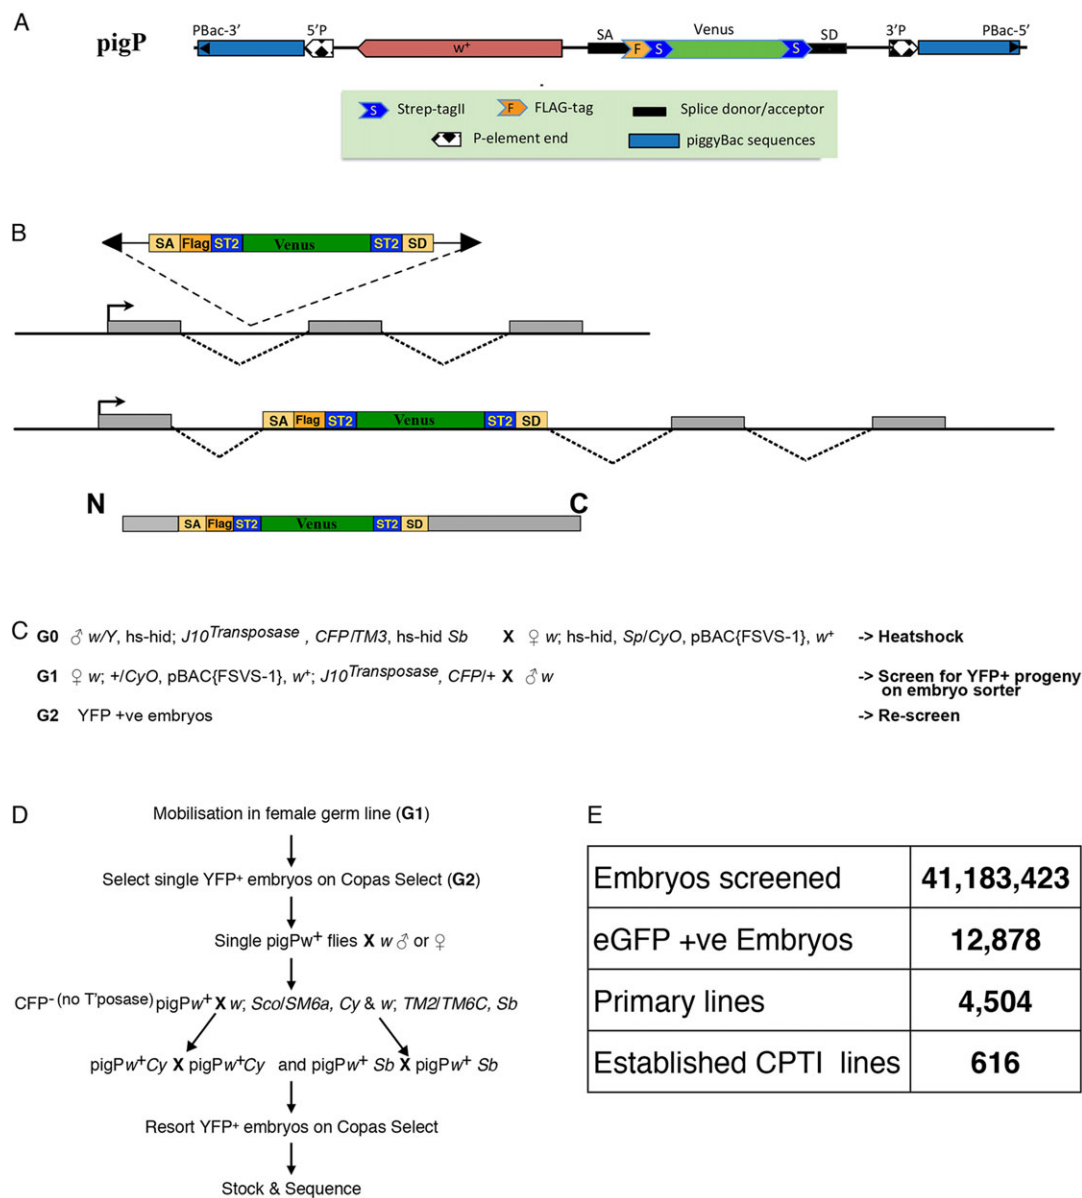 A
pigP
PBac-3′
5′P
w+
SA
F
S
Venus
S
SD
3′P
PBac-5′
S Strep-tagII
F FLAG-tag
Splice donor/acceptor
P-element end
piggyBac sequences
B
SA Flag ST2 Venus ST2 SD
SA Flag ST2 Venus ST2 SD
N
C
SA Flag ST2 Venus ST2 SD
C
G0 ♂ w/Y, hs-hid; J10Transposase , CFP/TM3, hs-hid Sb X ♀ w; hs-hid, Sp/CyO, pBAC{FSVS-1}, w+ -> Heatshock
G1 ♀ w; +/CyO, pBAC{FSVS-1}, w+; J10Transposase, CFP/+ X ♂ w -> Screen for YFP+ progeny
on embryo sorter
G2 YFP +ve embryos -> Re-screen
D
Mobilisation in female germ line (G1)
Select single YFP+ embryos on Copas Select (G2)
Single pigPw+ flies X w ♂ or ♀
CFP- (no T'posase) pigPw+ X w; Sco/SM6a, Cy & w; TM2/TM6C, Sb
pigPw+Cy X pigPw+Cy and pigPw+ Sb X pigPw+ Sb
Resort YFP+ embryos on Copas Select
Stock & Sequence
E
Embryos screened 41,183,423
eGFP +ve Embryos 12,878
Primary lines 4,504
Established CPTI lines 616